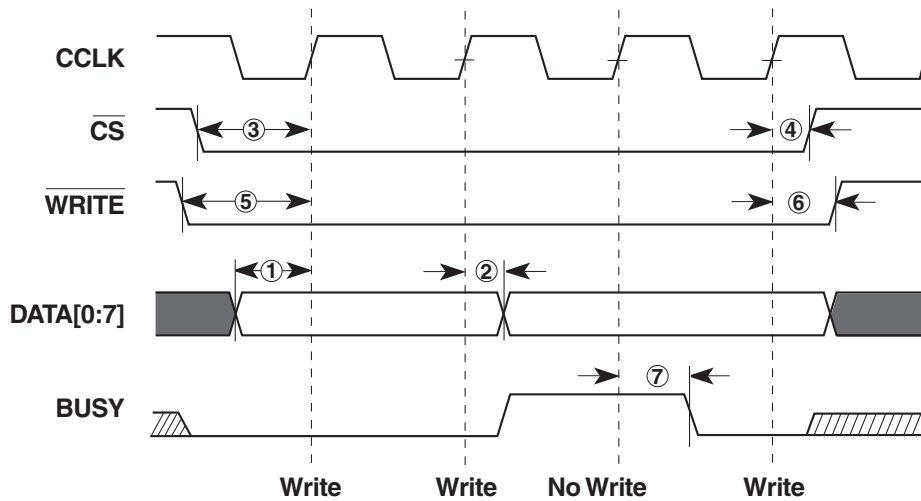 CCLK
CS
③
④
WRITE
⑤
⑥
①
②
DATA[0:7]
⑦
BUSY
Write
Write
No Write
Write